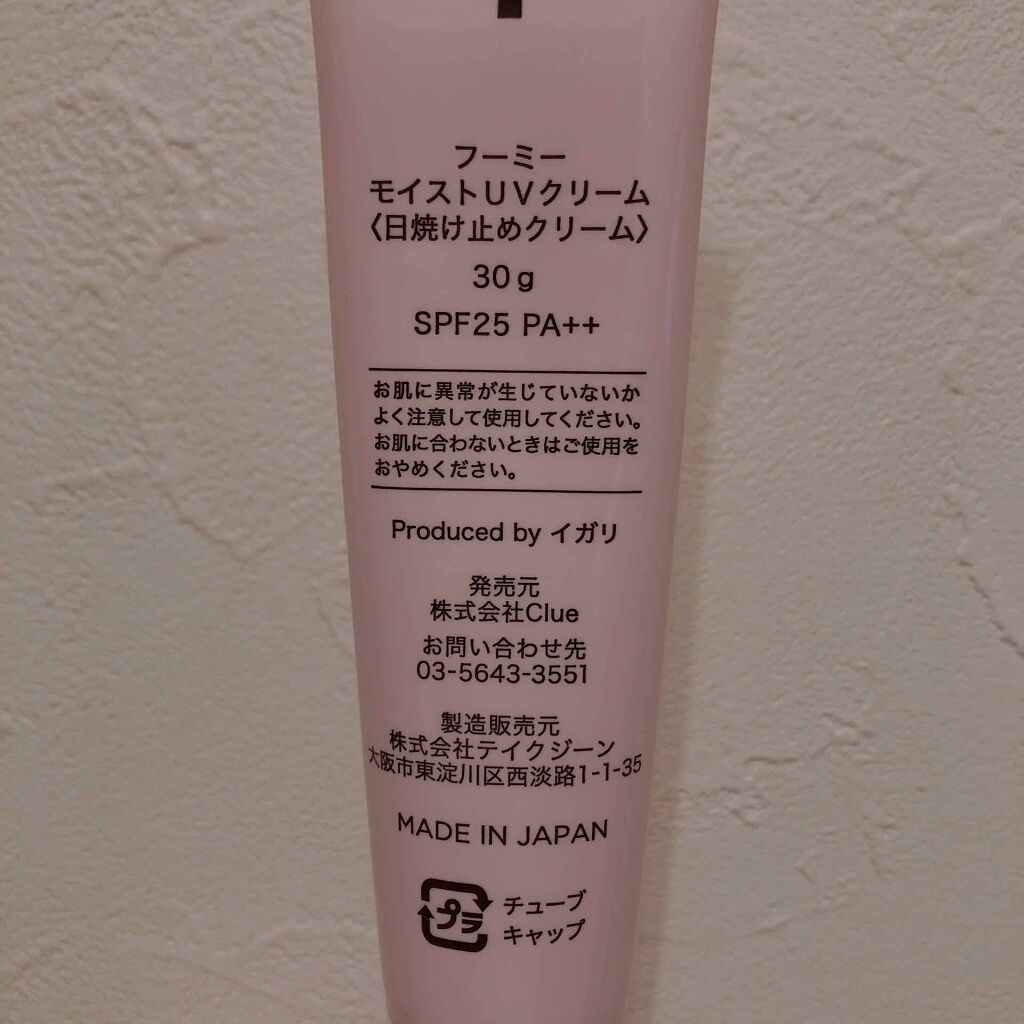 フーミー
モイストUVクリーム
〈日焼け止めクリーム〉
30g
SPF25 PA++
お肌に異常が生じていないか
よく注意して使用してください。
お肌に合わないときはご使用を
おやめください。
Produced by イガリ
発売元
株式会社Clue
お問い合わせ先
03-5643-3551
製造販売元
株式会社テイクジーン
大阪市東淀川区西淡路1-1-35
MADE IN JAPAN
プラ チューブ
キャップ